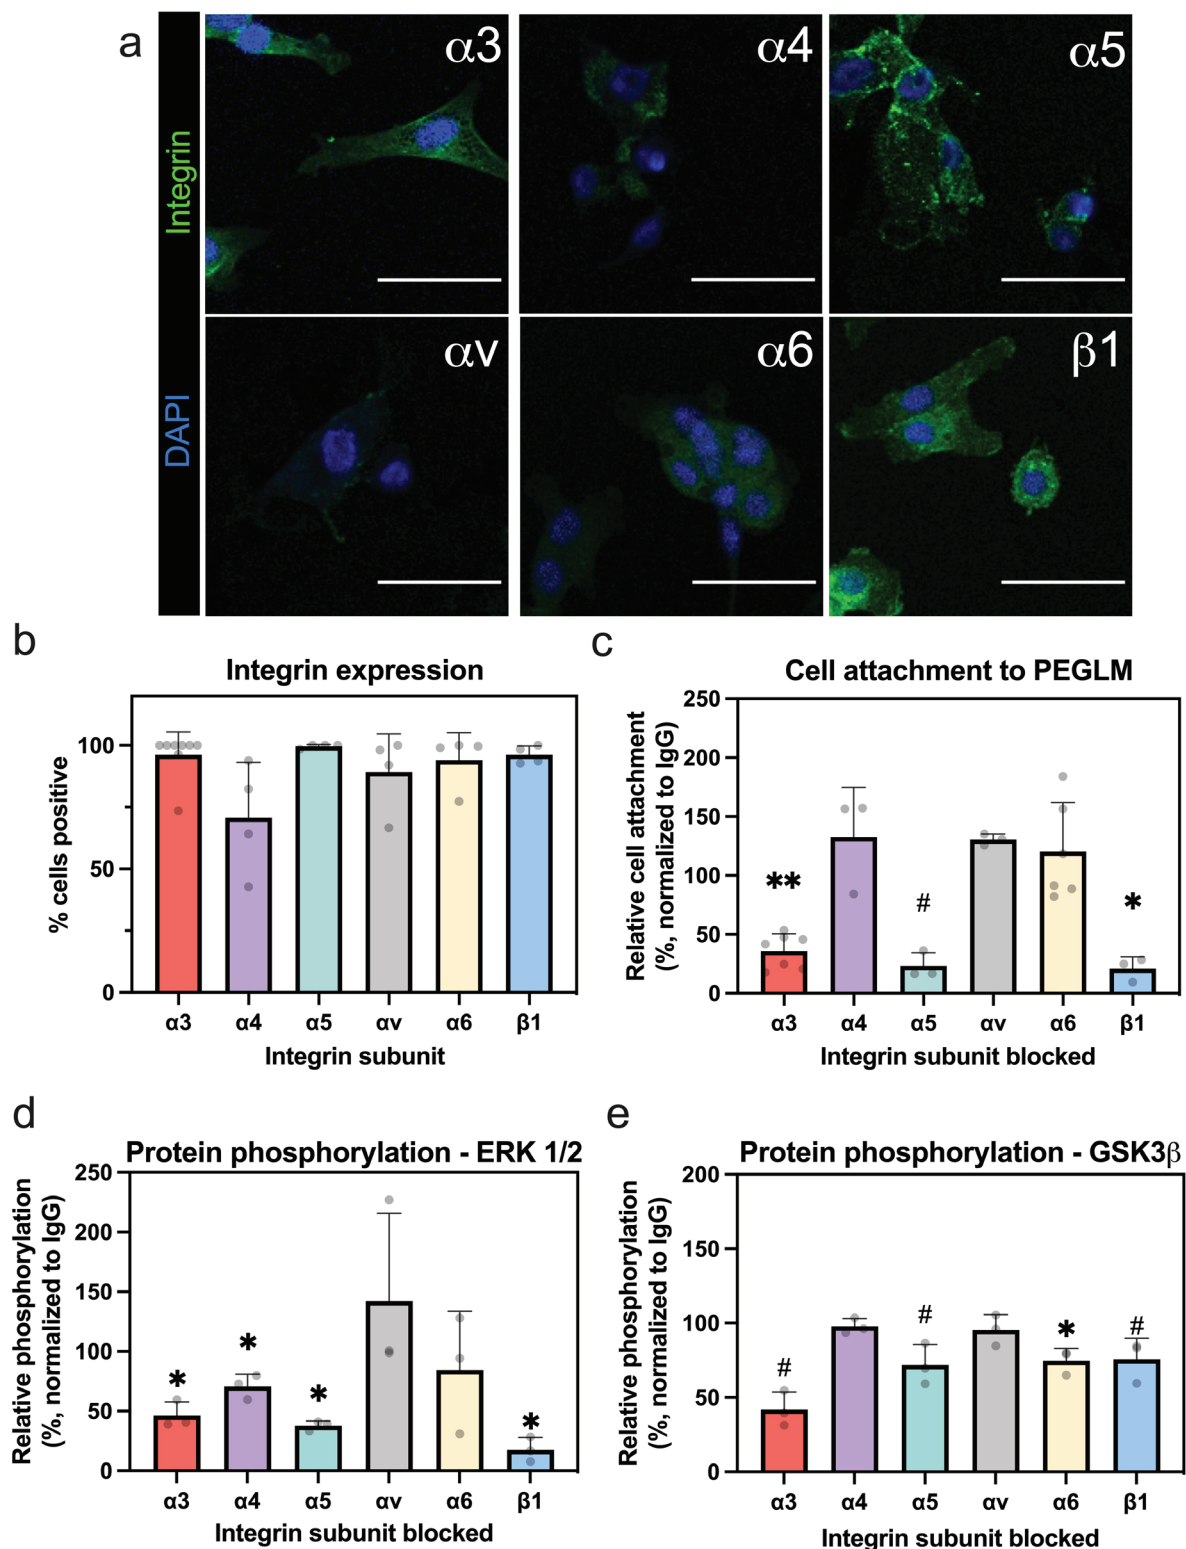 a
Integrin
DAPI
α3
α4
α5
αv
α6
β1
b
Integrin expression
% cells positive
100
50
0
α3 α4 α5 αv α6 β1
Integrin subunit
c
Cell attachment to PEGLM
Relative cell attachment
(%, normalized to IgG)
250
200
150
100
50
0
** # *
α3 α4 α5 αv α6 β1
Integrin subunit blocked
d
Protein phosphorylation - ERK 1/2
Relative phosphorylation
(%, normalized to IgG)
250
200
150
100
50
0
* * * *
α3 α4 α5 αv α6 β1
Integrin subunit blocked
e
Protein phosphorylation - GSK3β
Relative phosphorylation
(%, normalized to IgG)
200
150
100
50
0
# # * #
α3 α4 α5 αv α6 β1
Integrin subunit blocked